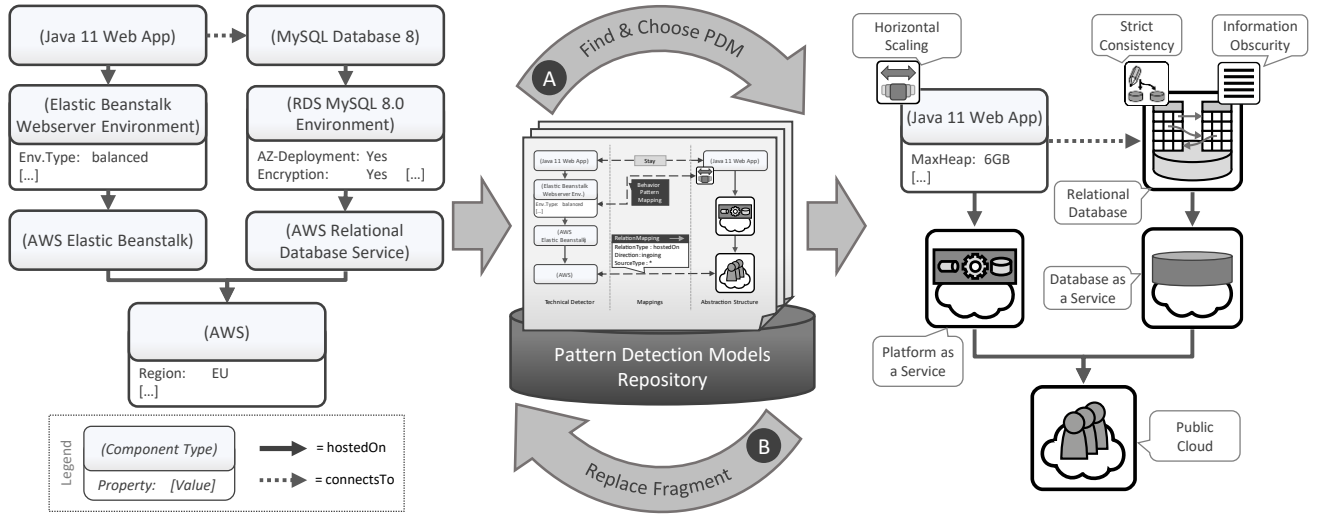 (Java 11 Web App)
(MySQL Database 8)
(Elastic Beanstalk
Webserver Environment)
Env.Type: balanced
[...]
(RDS MySQL 8.0
Environment)
AZ-Deployment: Yes
Encryption: Yes [...]
(AWS Elastic Beanstalk)
(AWS Relational
Database Service)
(AWS)
Region: EU
[...]
Legend
(Component Type)
Property: [Value]
= hostedOn
= connectsTo
A
Find & Choose PDM
(Java 11 Web App)
Stay
(Java 11 Web App)
(Elastic Beanstalk
Webserver Env.)
Env.Type: balanced
[...]
Behavior
Pattern
Mapping
(AWS
Elastic Beanstalk)
RelationMapping
RelationType : hostedOn
Direction: ingoing
SourceType : *
(AWS)
Technical Detector
Mappings
Abstraction Structure
Pattern Detection Models
Repository
B
Replace Fragment
Horizontal
Scaling
Strict
Consistency
Information
Obscurity
(Java 11 Web App)
MaxHeap: 6GB
[...]
Relational
Database
Database as
a Service
Platform as
a Service
Public
Cloud